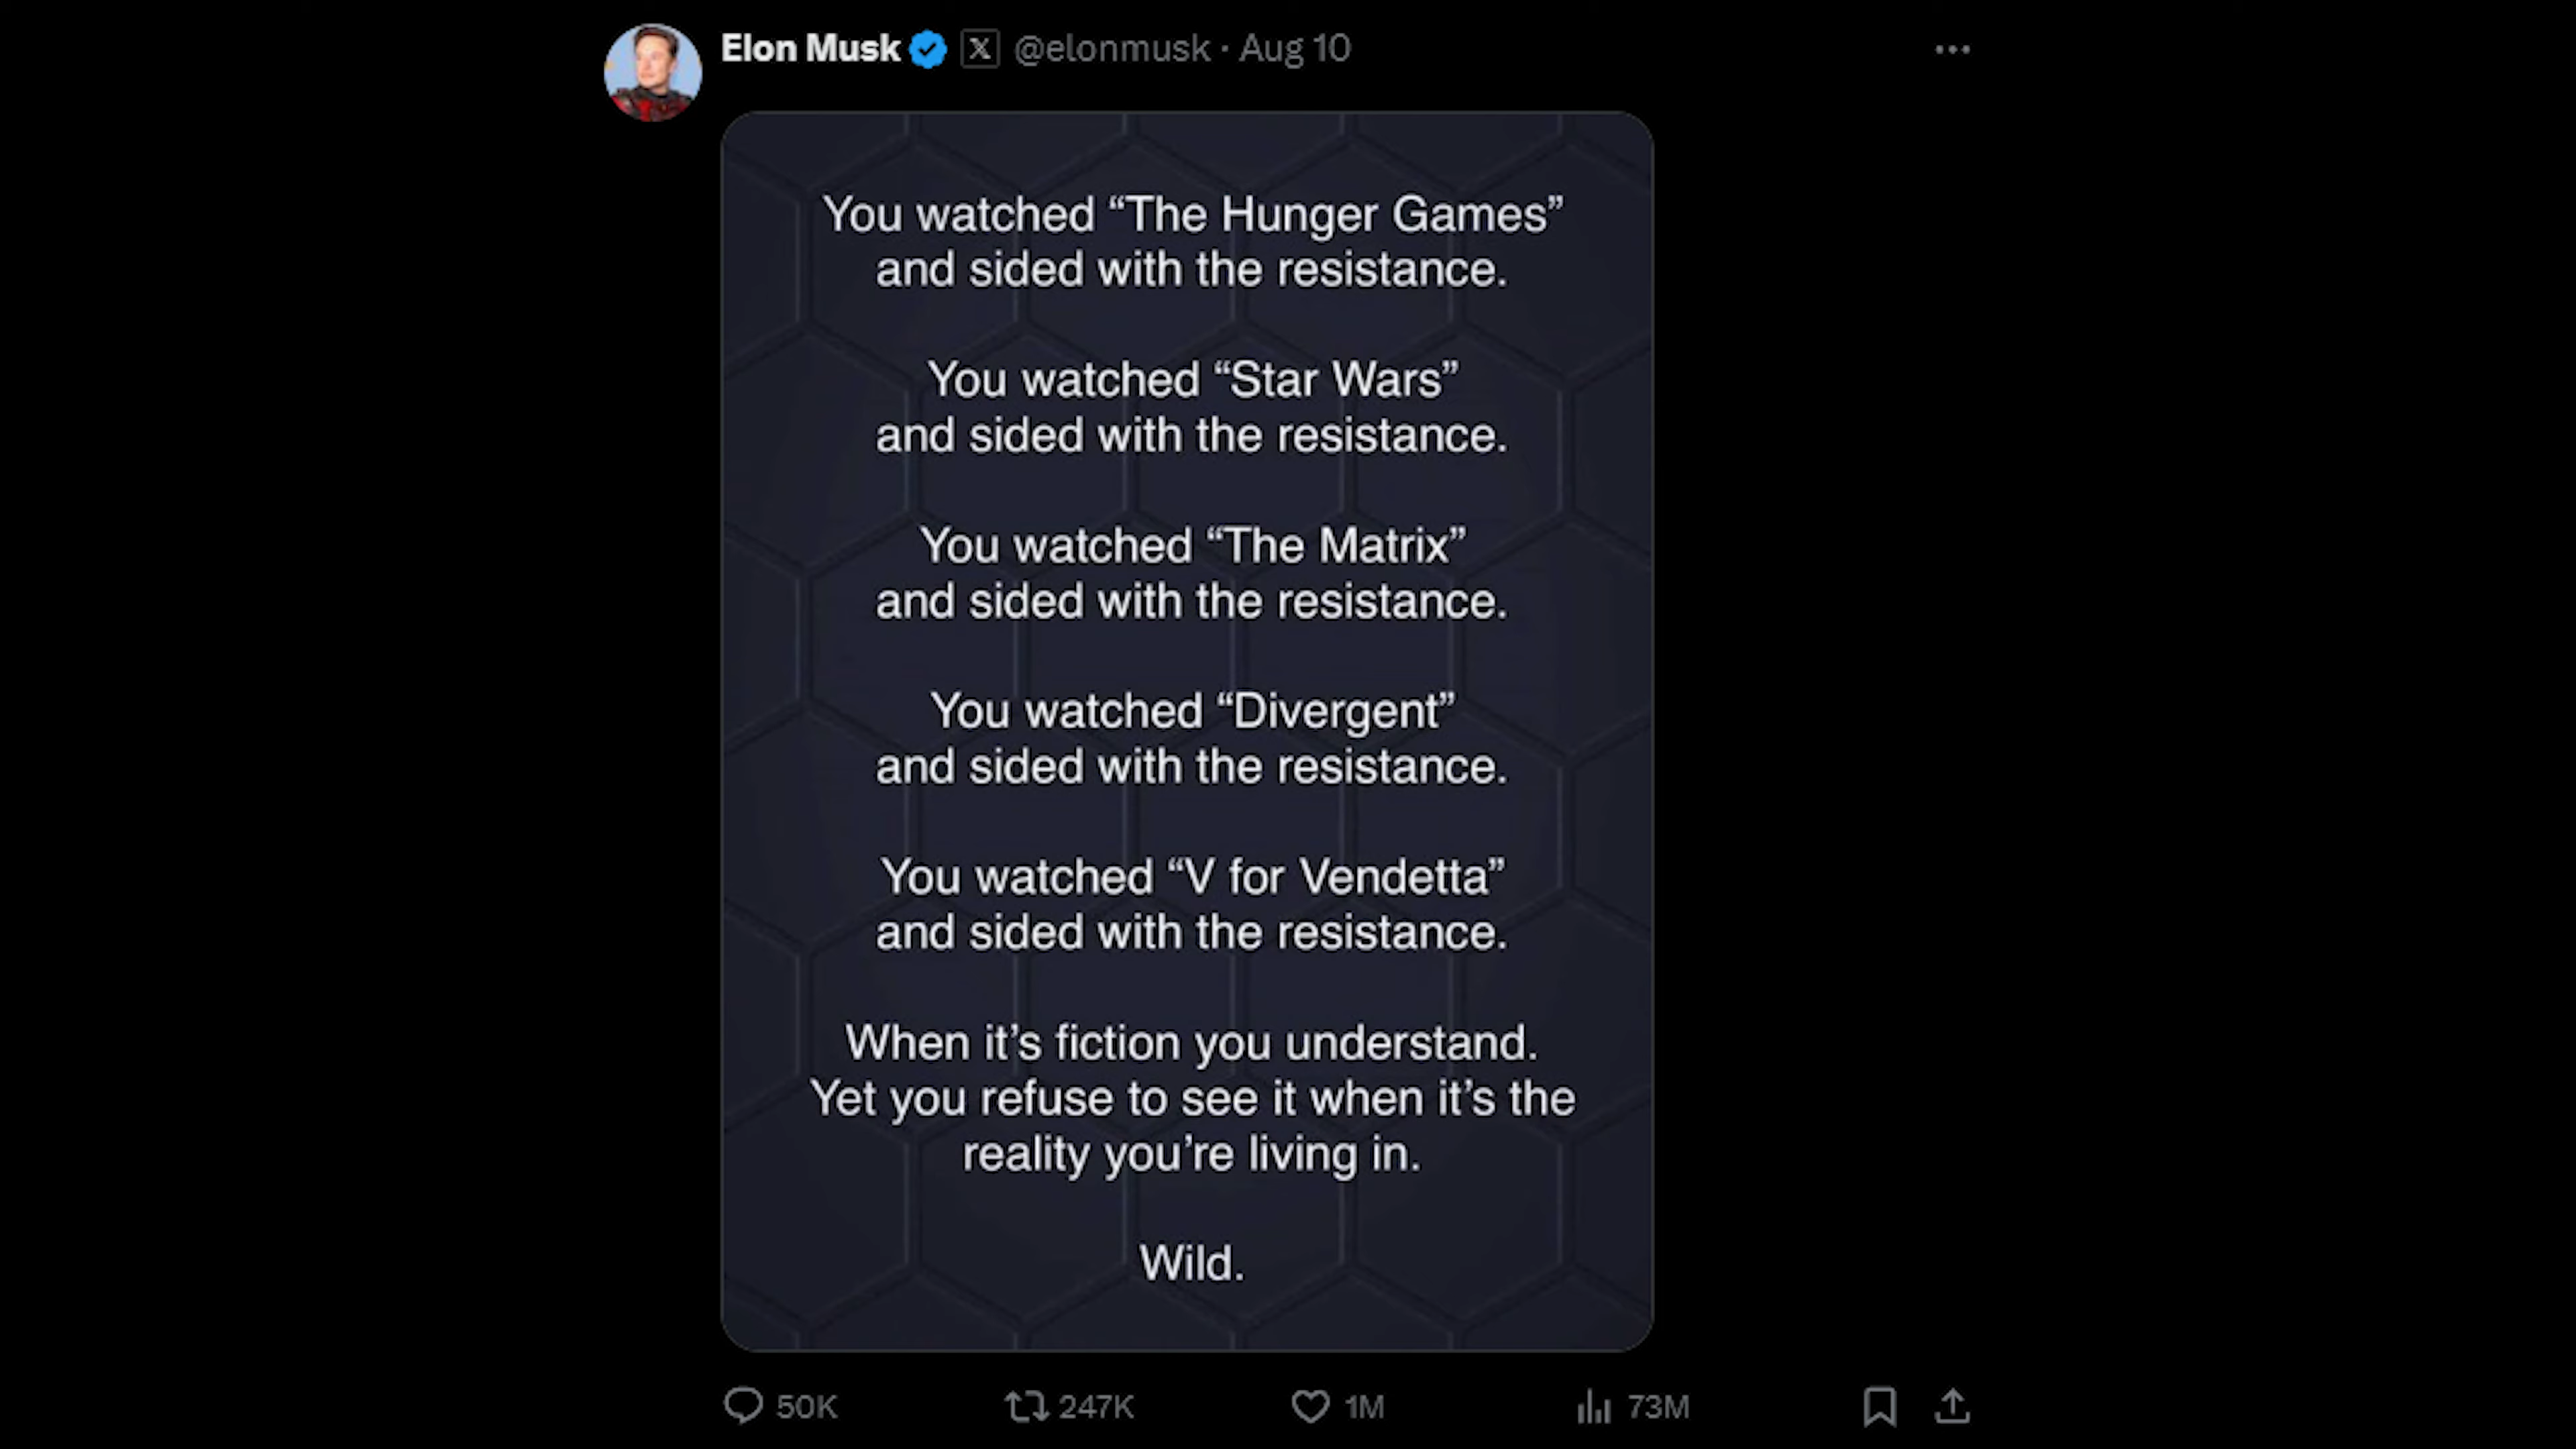 Elon Musk X @elonmusk · Aug 10
You watched “The Hunger Games”
and sided with the resistance.
You watched “Star Wars”
and sided with the resistance.
You watched “The Matrix”
and sided with the resistance.
You watched “Divergent”
and sided with the resistance.
You watched “V for Vendetta”
and sided with the resistance.
When it’s fiction you understand.
Yet you refuse to see it when it’s the
reality you’re living in.
Wild.
50K 247K 1M 73M